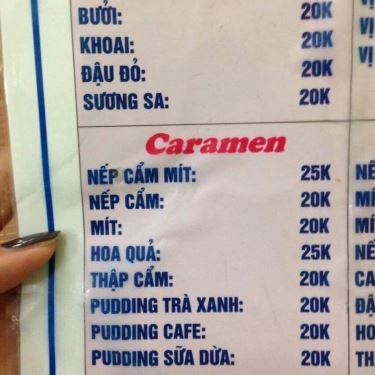 BƯỞI: 20K
KHOAI: 20K
ĐẬU ĐỎ: 20K
SƯƠNG SA: 20K
Caramen
NẾP CẨM MÍT: 25K
NẾP CẨM: 20K
MÍT: 20K
HOA QUẢ: 25K
THẬP CẨM: 20K
PUDDING TRÀ XANH: 20K
PUDDING CAFE: 20K
PUDDING SỮA DỪA: 20K